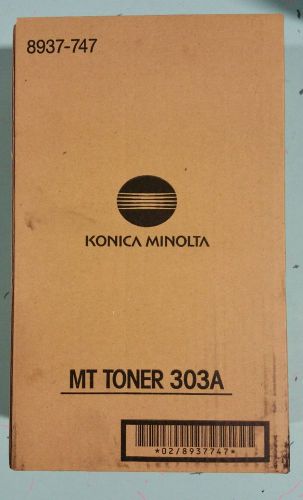 8937-747
KONICA MINOLTA
MT TONER 303A
*02/8937747*